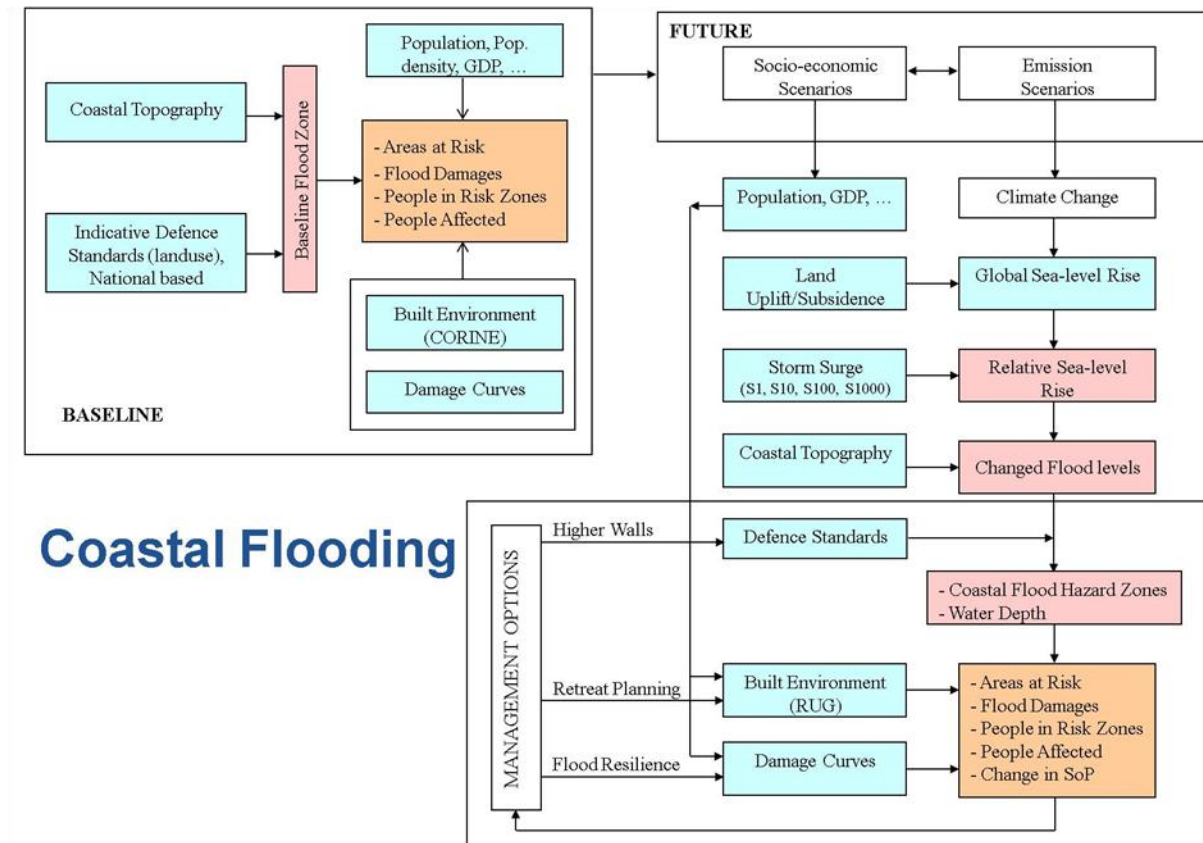 Population, Pop.
density, GDP, ...
Coastal Topography
Baseline Flood Zone
- Areas at Risk
- Flood Damages
- People in Risk Zones
- People Affected
Indicative Defence
Standards (landuse),
National based
Built Environment
(CORINE)
Damage Curves
BASELINE
FUTURE
Socio-economic
Scenarios
Emission
Scenarios
Population, GDP, ...
Climate Change
Land
Uplift/Subsidence
Global Sea-level Rise
Storm Surge
(S1, S10, S100, S1000)
Relative Sea-level
Rise
Coastal Topography
Changed Flood levels
Coastal Flooding
MANAGEMENT OPTIONS
Higher Walls
Defence Standards
- Coastal Flood Hazard Zones
- Water Depth
Retreat Planning
Built Environment
(RUG)
Flood Resilience
Damage Curves
- Areas at Risk
- Flood Damages
- People in Risk Zones
- People Affected
- Change in SoP